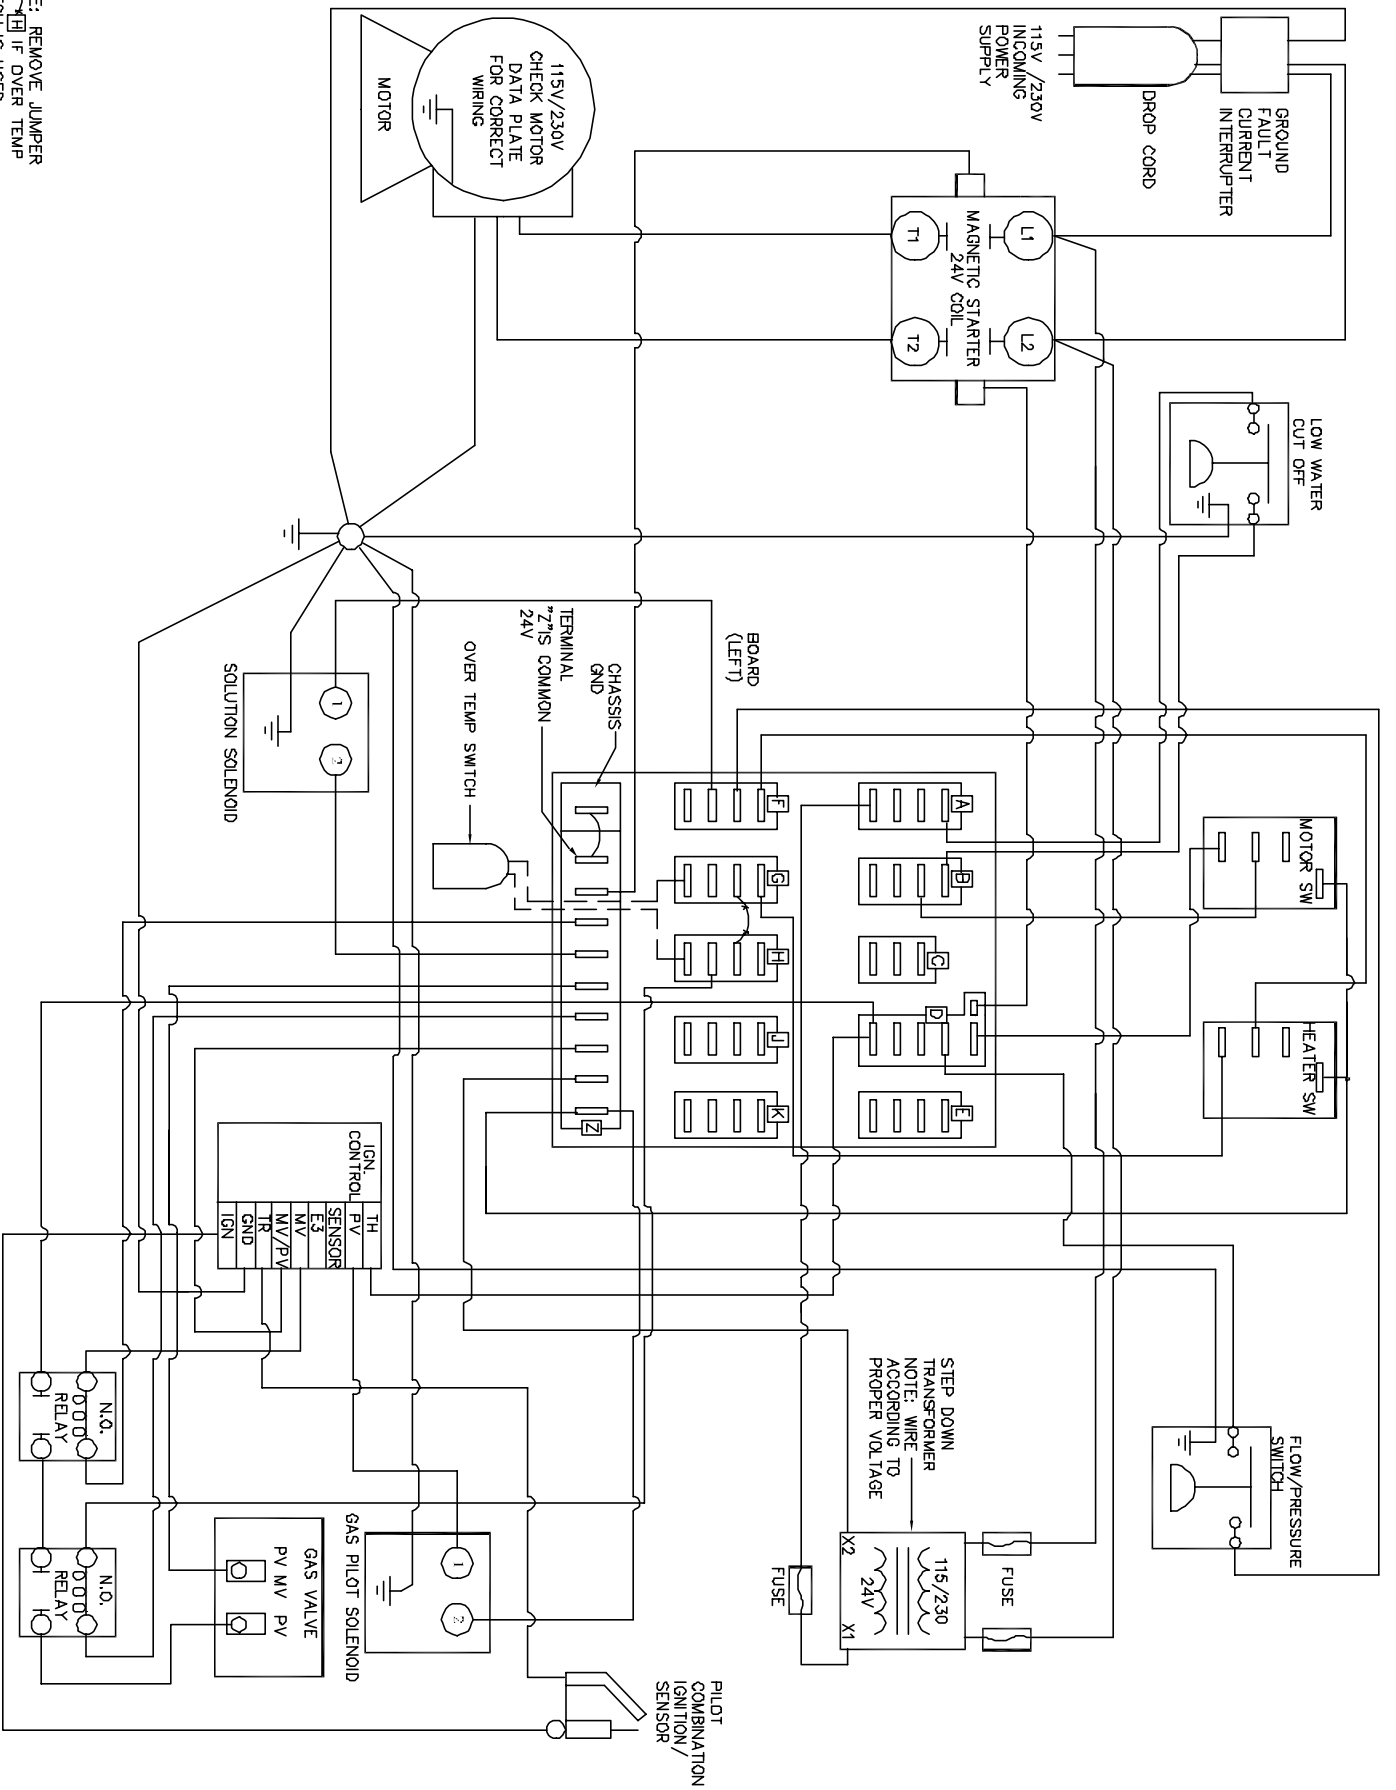 GROUND
FAULT
CURRENT
INTERRUPTER
DROP CORD
115V /230V
INCOMING
POWER
SUPPLY
115V/230V
CHECK MOTOR
DATA PLATE
FOR CORRECT
WIRING
MOTOR
REMOVE JUMPER
H IF OVER TEMP
L1
L2
MAGNETIC STARTER
24V COIL
T1
T2
LOW WATER
CUT OFF
BOARD
(LEFT)
CHASSIS
GND
TERMINAL
"Z"IS COMMON
24V
OVER TEMP SWITCH
1
2
SOLUTION SOLENOID
MOTOR SW
HEATER SW
A
B
C
D
E
F
G
H
J
K
Z
IGN.
CONTROL
TH
PV
SENSOR
E3
MV
MV/PV
TR
GND
IGN
STEP DOWN
TRANSFORMER
NOTE: WIRE
ACCORDING TO
PROPER VOLTAGE
FLOW/PRESSURE
SWITCH
FUSE
115/230
24V
X2
X1
FUSE
N.O.
RELAY
N.O.
RELAY
GAS VALVE
PV MV
PV
1
2
GAS PILOT SOLENOID
PILOT
COMBINATION
IGNITION/
SENSOR